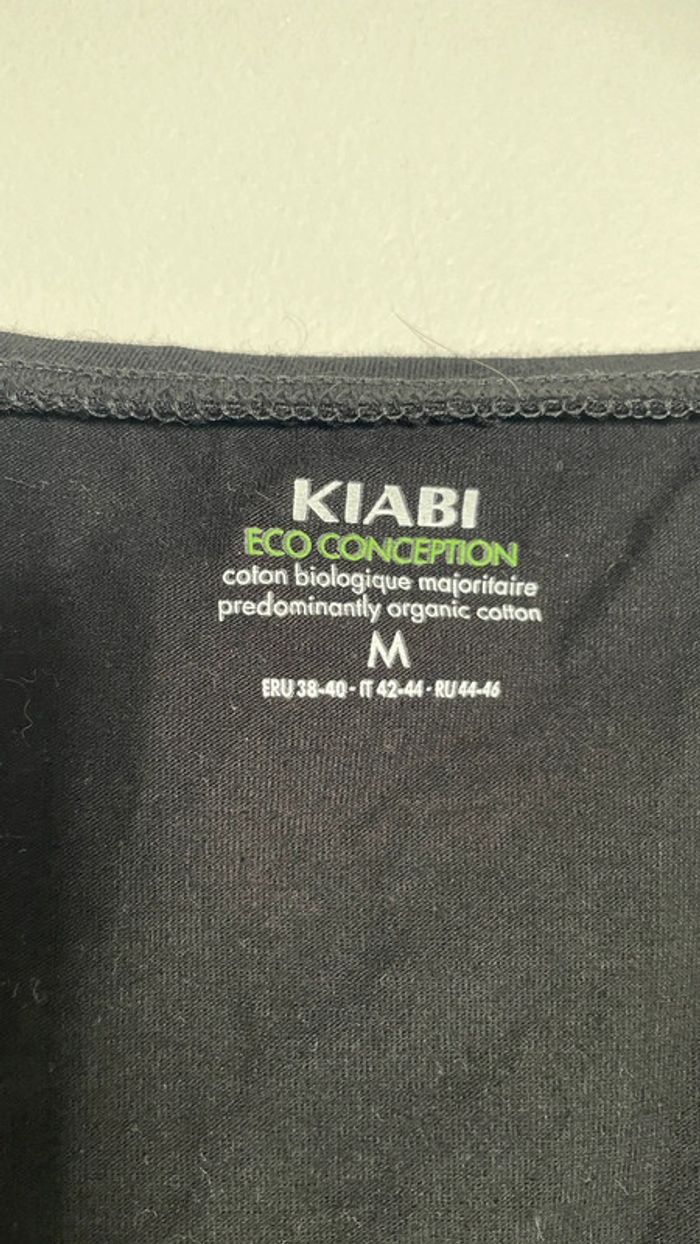 KIABI
ECO CONCEPTION
coton biologique majoritaire
predominantly organic cotton
M
ERU 38-40 - IT 42-44 - RU 44-46